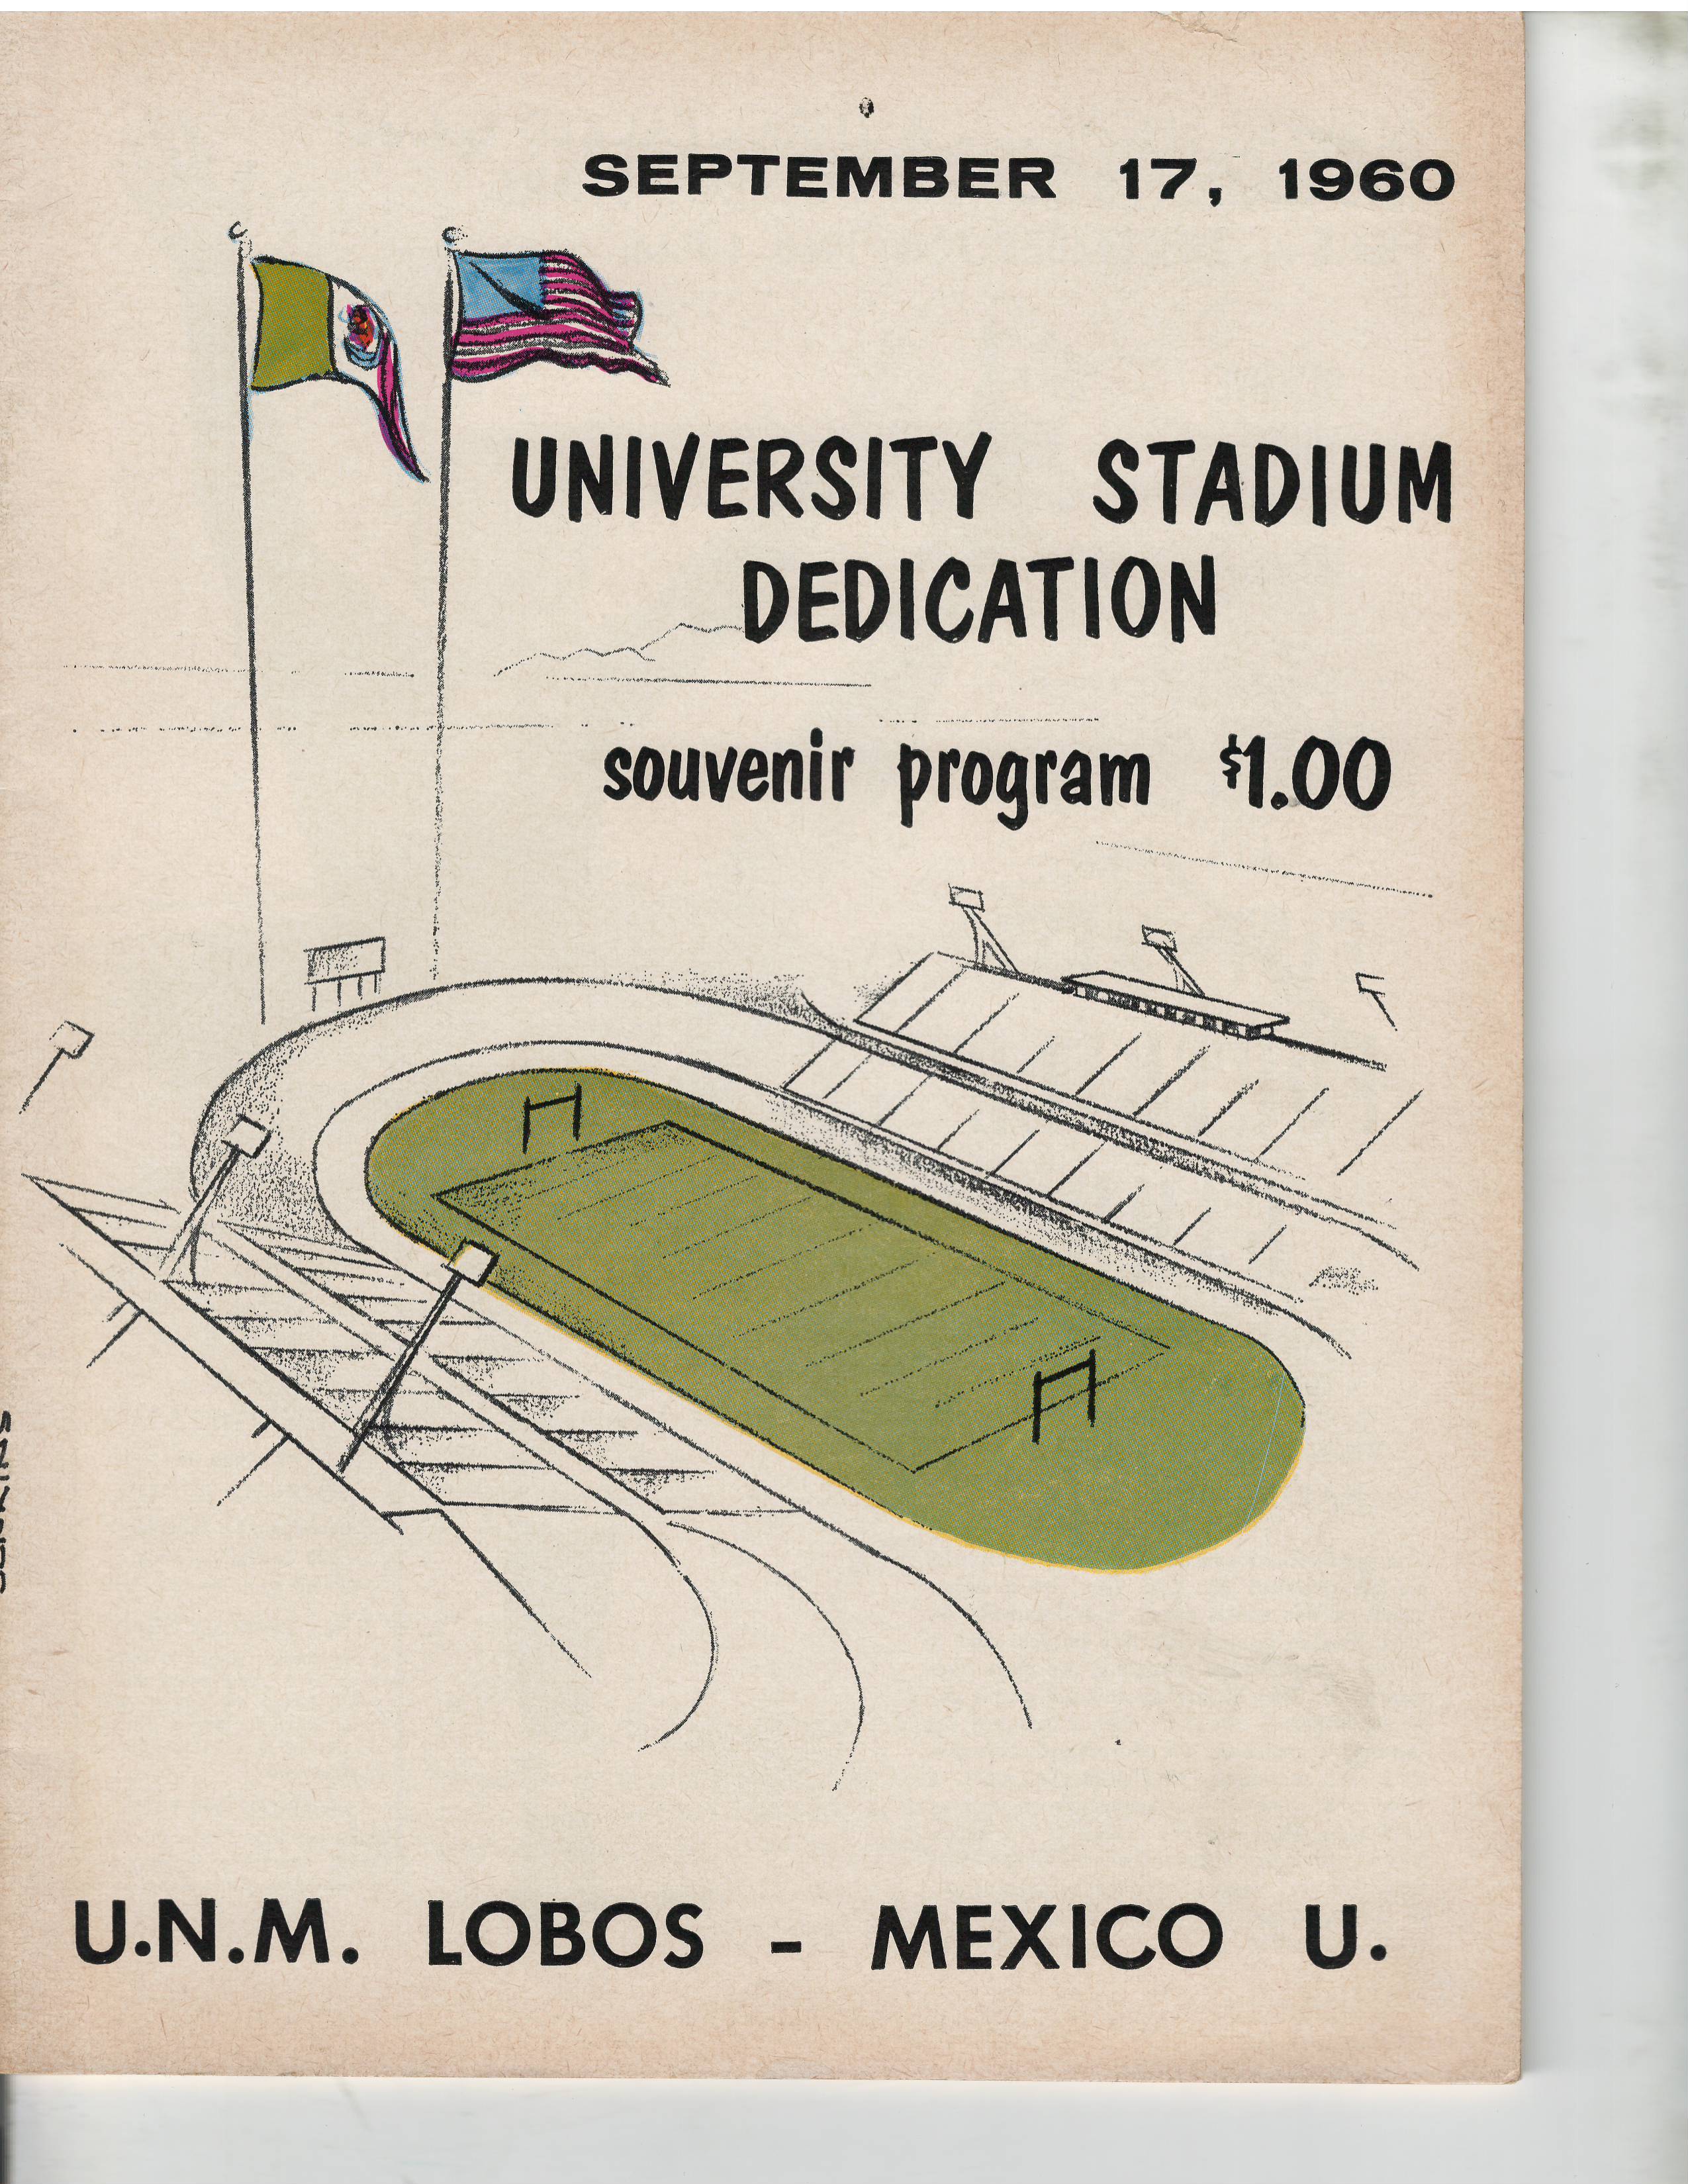 SEPTEMBER 17, 1960
UNIVERSITY STADIUM
DEDICATION
souvenir program $1.00
U.N.M. LOBOS - MEXICO U.